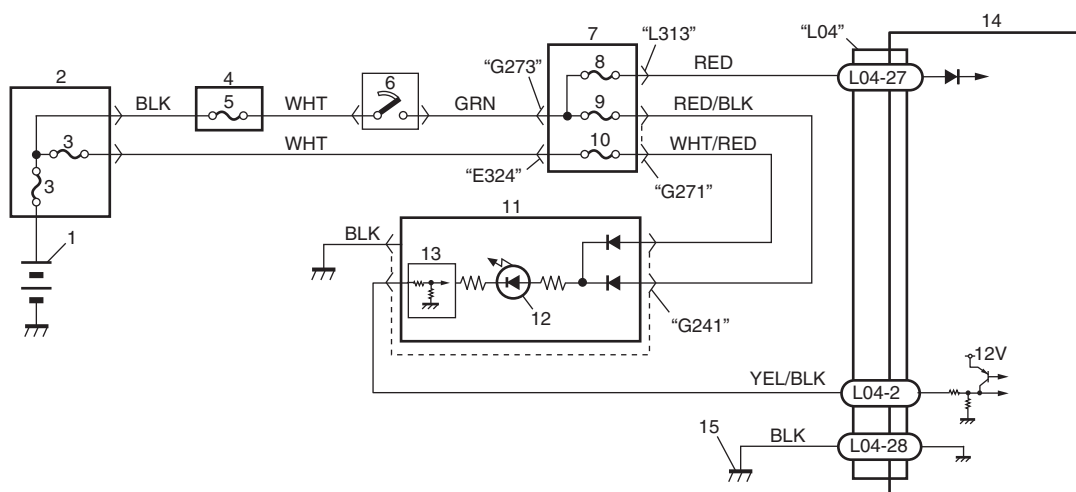 14
"L04"
7
"L313"
2
4
6
"G273"
8
RED
L04-27
BLK
5
WHT
GRN
9
RED/BLK
3
WHT
10
WHT/RED
3
"E324"
"G271"
1
11
BLK
13
12
"G241"
12V
YEL/BLK
L04-2
15
BLK
L04-28